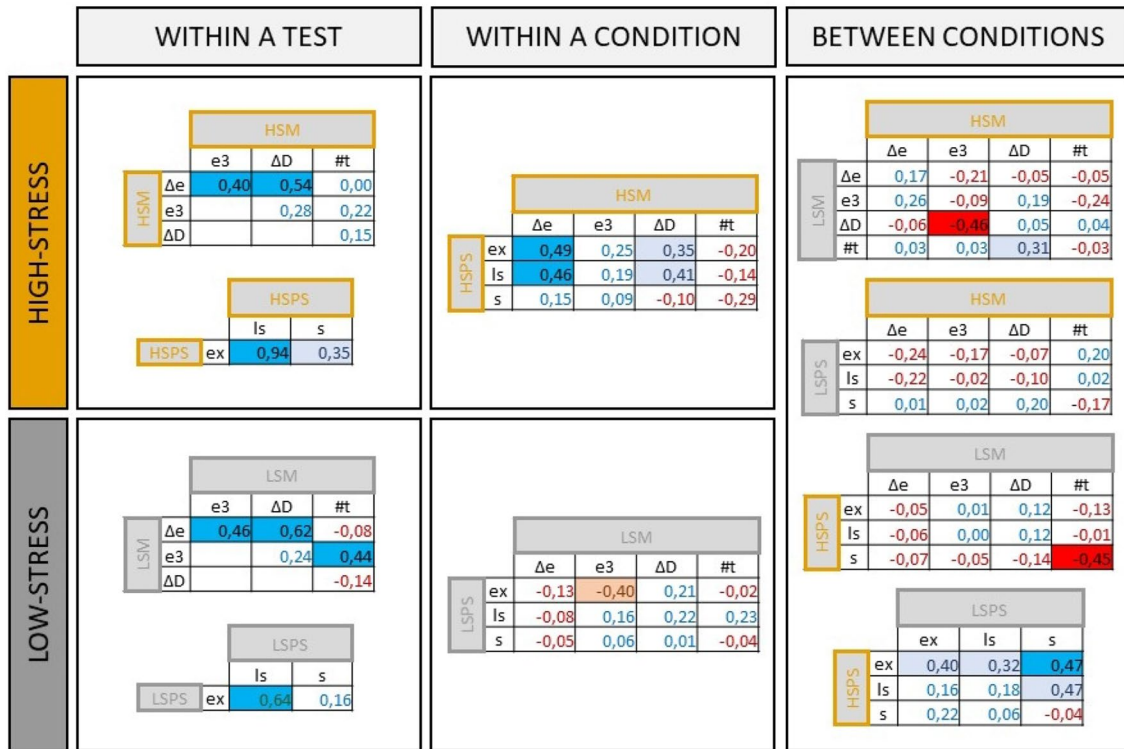 WITHIN A TEST
WITHIN A CONDITION
BETWEEN CONDITIONS
HIGH-STRESS
HSM
e3 ΔD #t
HSM
Δe 0,40 0,54 0,00
e3 0,28 0,22
ΔD 0,15
HSPS
ls s
HSPS ex 0,94 0,35
HSM
Δe e3 ΔD #t
HSPS
ex 0,49 0,25 0,35 -0,20
ls 0,46 0,19 0,41 -0,14
s 0,15 0,09 -0,10 -0,29
HSM
Δe e3 ΔD #t
LSM
Δe 0,17 -0,21 -0,05 -0,05
e3 0,26 -0,09 0,19 -0,24
ΔD -0,06 -0,46 0,05 0,04
#t 0,03 0,03 0,31 -0,03
HSM
Δe e3 ΔD #t
LSPS
ex -0,24 -0,17 -0,07 0,20
ls -0,22 -0,02 -0,10 0,02
s 0,01 0,02 0,20 -0,17
LOW-STRESS
LSM
e3 ΔD #t
LSM
Δe 0,46 0,62 -0,08
e3 0,24 0,44
ΔD -0,14
LSPS
ls s
LSPS ex 0,64 0,16
LSM
Δe e3 ΔD #t
LSPS
ex -0,13 -0,40 0,21 -0,02
ls -0,08 0,16 0,22 0,23
s -0,05 0,06 0,01 -0,04
LSM
Δe e3 ΔD #t
HSPS
ex -0,05 0,01 0,12 -0,13
ls -0,06 0,00 0,12 -0,01
s -0,07 -0,05 -0,14 -0,45
LSPS
ex ls s
HSPS
ex 0,40 0,32 0,47
ls 0,16 0,18 0,47
s 0,22 0,06 -0,04